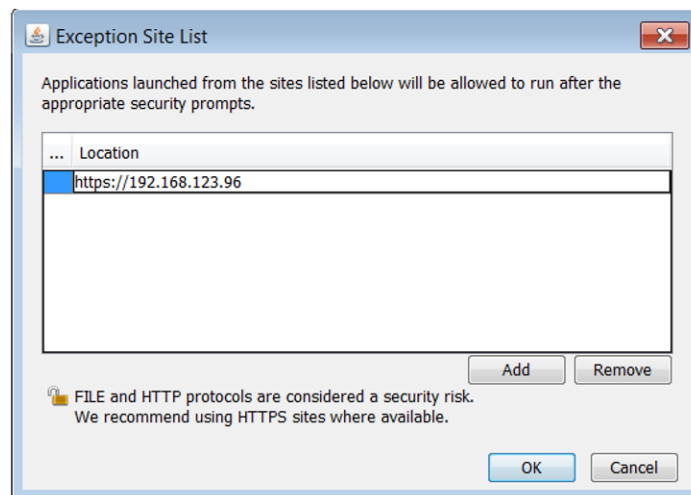 Exception Site List
Applications launched from the sites listed below will be allowed to run after the
appropriate security prompts.
... Location
https://192.168.123.96
Add Remove
FILE and HTTP protocols are considered a security risk.
We recommend using HTTPS sites where available.
OK Cancel